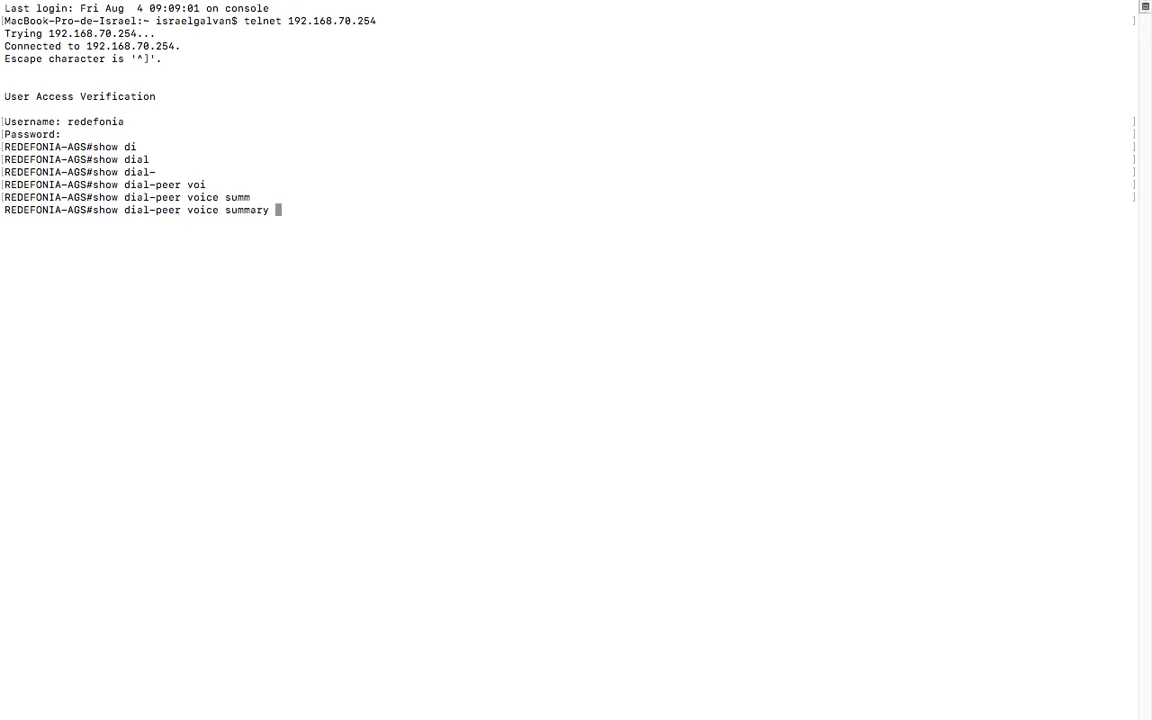 Last login: Fri Aug  4 09:09:01 on console
[MacBook-Pro-de-Israel:~ israelgalvan$ telnet 192.168.70.254 ]
Trying 192.168.70.254...
Connected to 192.168.70.254.
Escape character is '^]'.
User Access Verification
[Username: redefonia ]
[Password: ]
[REDEFONIA-AGS#show di ]
[REDEFONIA-AGS#show dial ]
[REDEFONIA-AGS#show dial- ]
[REDEFONIA-AGS#show dial-peer voi ]
[REDEFONIA-AGS#show dial-peer voice summ ]
REDEFONIA-AGS#show dial-peer voice summary